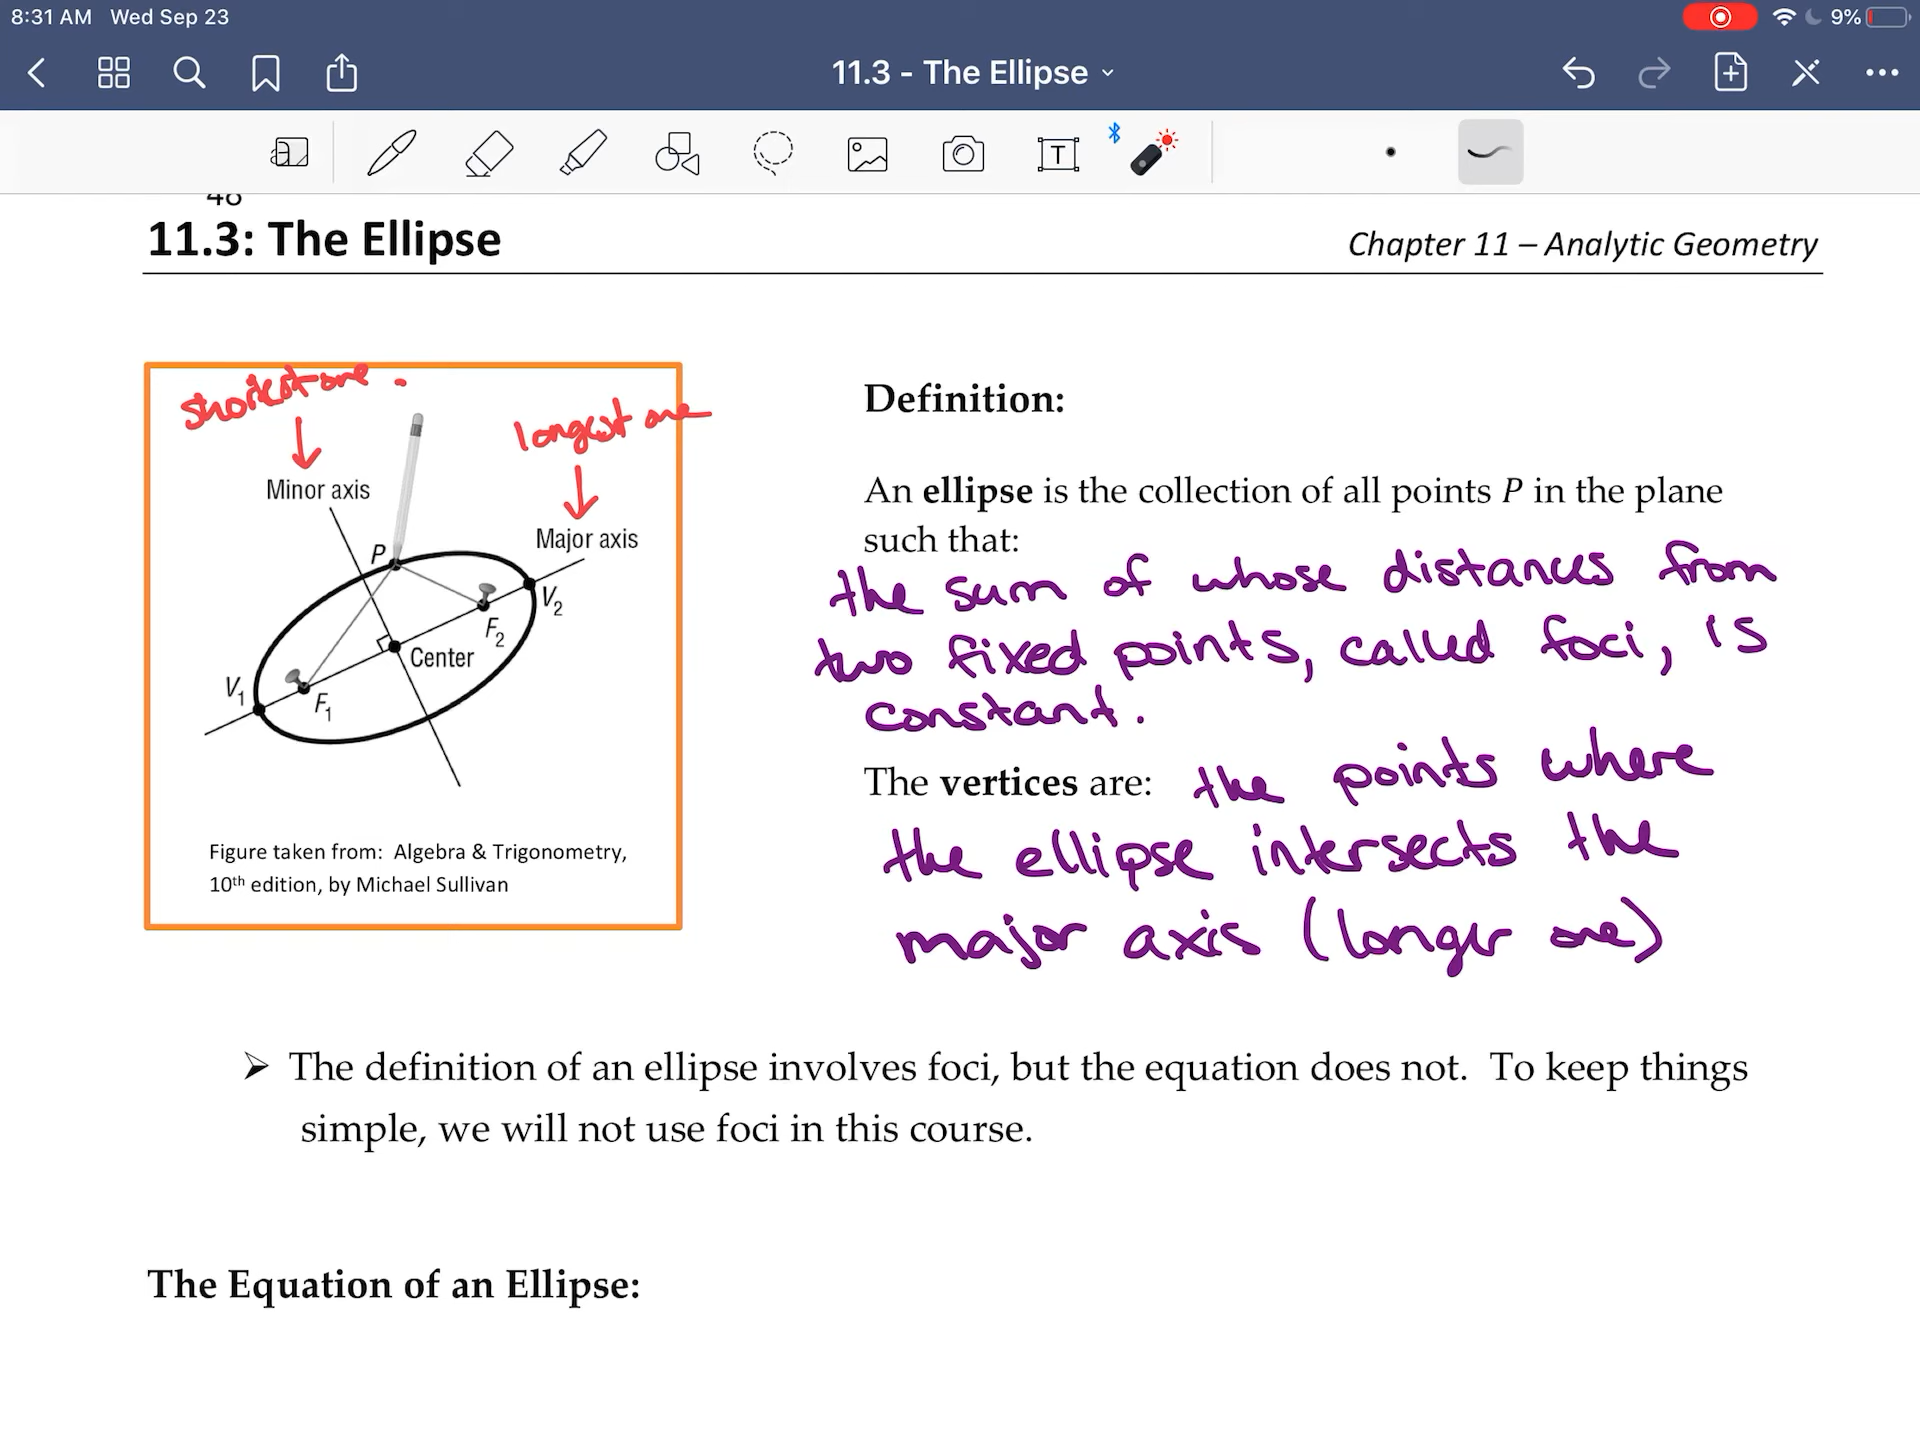 8:31 AM Wed Sep 23
9%
11.3 - The Ellipse
a
T
11.3: The Ellipse
Chapter 11 – Analytic Geometry
shortest one
longest one
Minor axis
Major axis
P
V2
F2
Center
V1
F1
Figure taken from: Algebra & Trigonometry,
10th edition, by Michael Sullivan
Definition:
An ellipse is the collection of all points P in the plane
such that:
the sum of whose distances from
two fixed points, called foci, is
constant.
The vertices are: the points where
the ellipse intersects the
major axis (longer one)
➤ The definition of an ellipse involves foci, but the equation does not. To keep things
simple, we will not use foci in this course.
The Equation of an Ellipse: